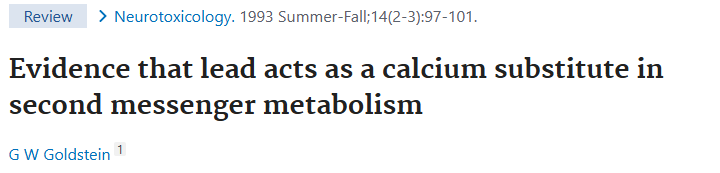 Review > Neurotoxicology. 1993 Summer-Fall;14(2-3):97-101.
Evidence that lead acts as a calcium substitute in
second messenger metabolism
G W Goldstein 1